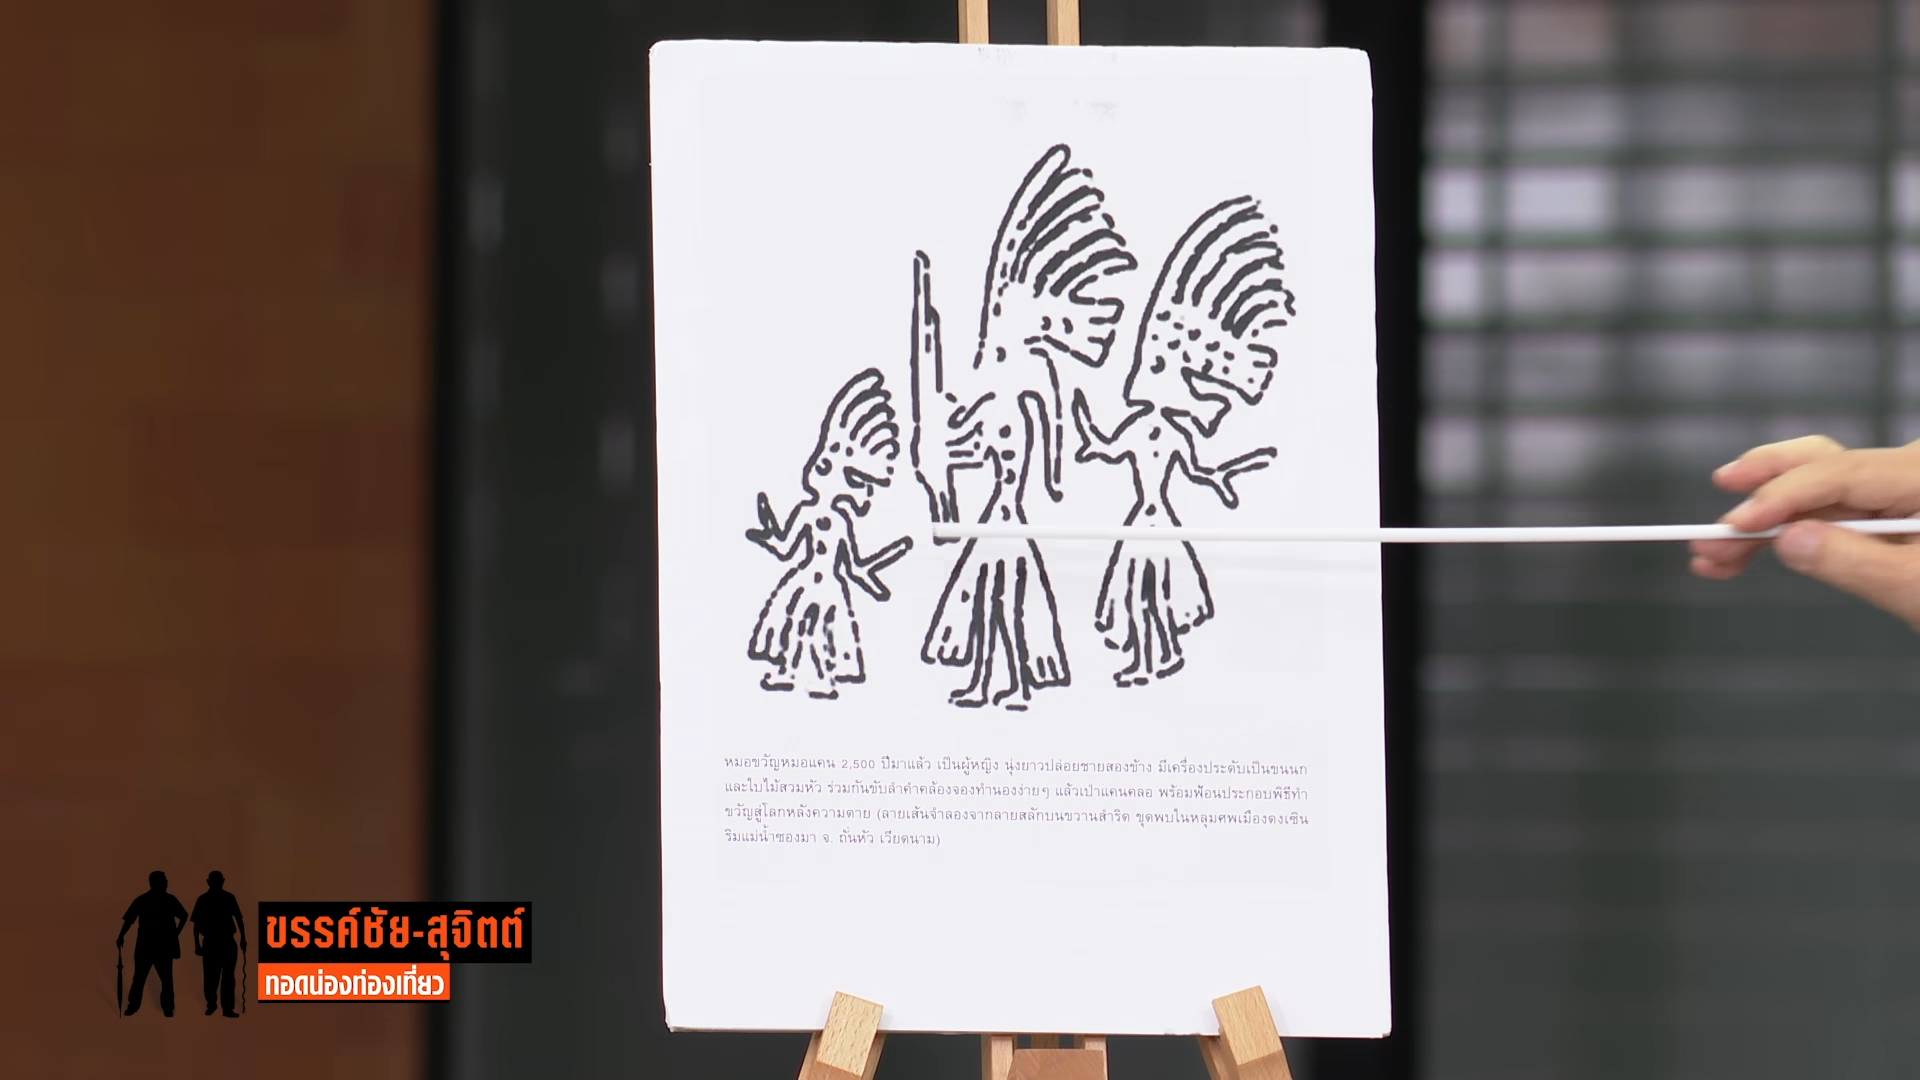 หมอขวัญหมอแคน 2,500 ปีมาแล้ว เป็นผู้หญิง นุ่งยาวปล่อยชายสองข้าง มีเครื่องประดับเป็นขนนก
และใบไม้สวมหัว ร่วมกันขับลำคำคล้องจองทำนองง่ายๆ แล้วเป่าแคนคลอ พร้อมฟ้อนประกอบพิธีทำ
ขวัญสู่โลกหลังความตาย (ลายเส้นจำลองจากลายสลักบนขวานสำริด ขุดพบในหลุมศพเมืองดงเซิน
ริมแม่น้ำซองมา จ. ถั่นหัว เวียดนาม)
ขรรค์ชัย-สุจิตต์
ทอดน่องท่องเที่ยว